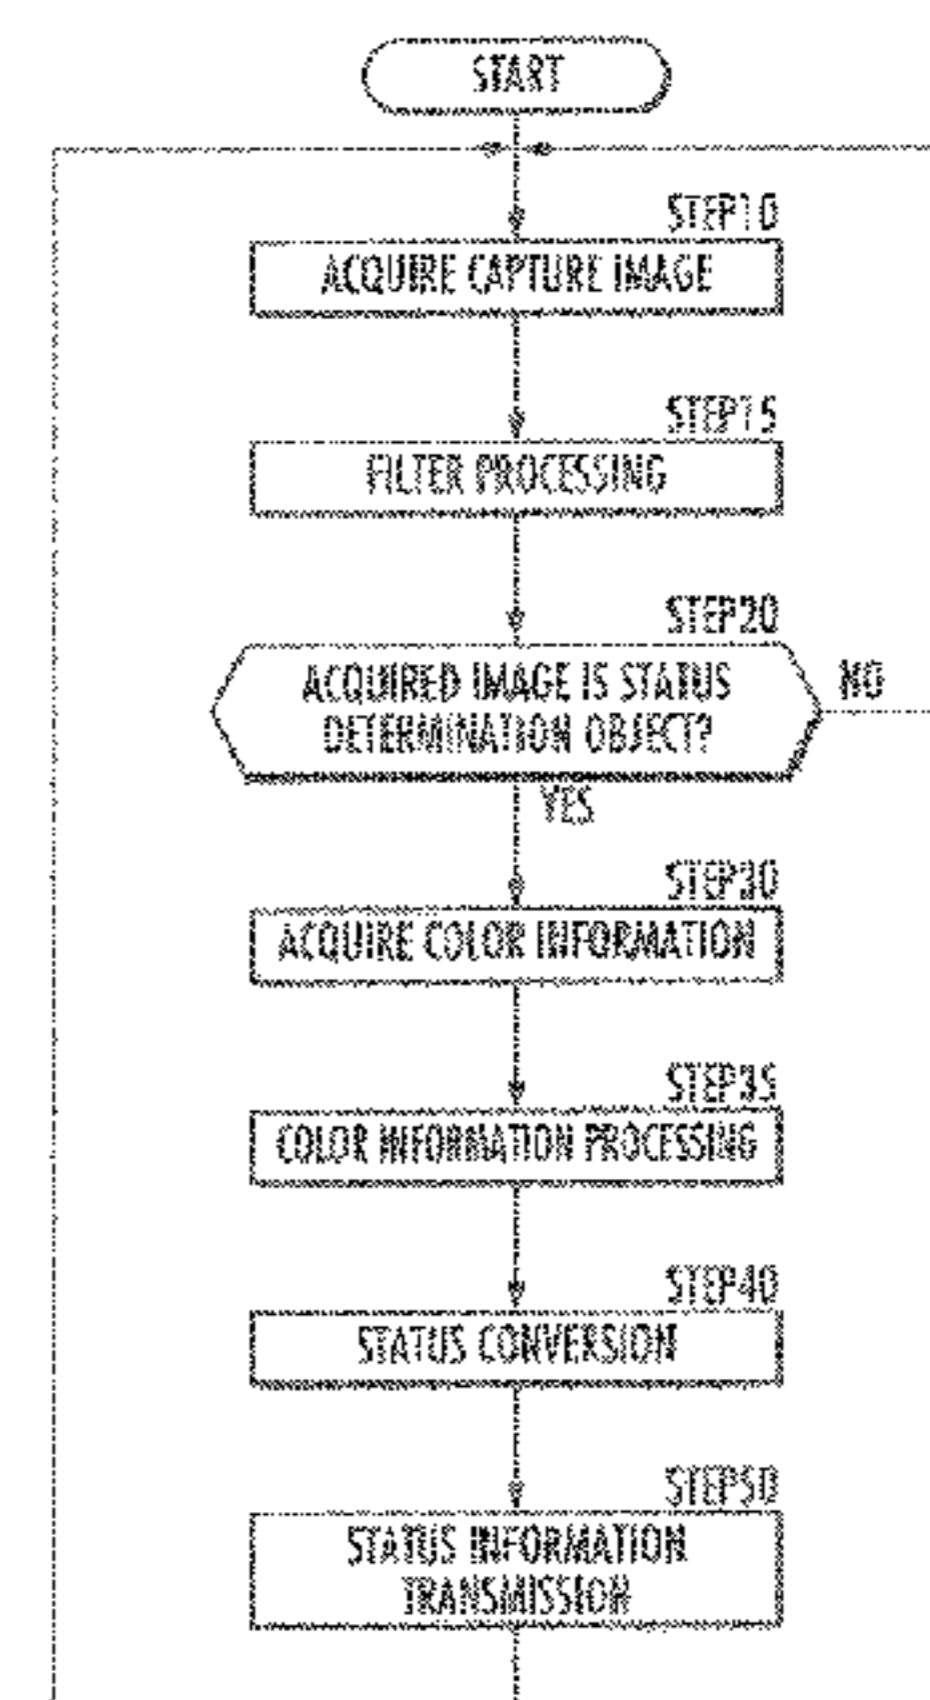 START
STEP10
ACQUIRE CAPTURE IMAGE
STEP15
FILTER PROCESSING
STEP20
ACQUIRED IMAGE IS STATUS
DETERMINATION OBJECT?
NO
YES
STEP30
ACQUIRE COLOR INFORMATION
STEP35
COLOR INFORMATION PROCESSING
STEP40
STATUS CONVERSION
STEP50
STATUS INFORMATION
TRANSMISSION